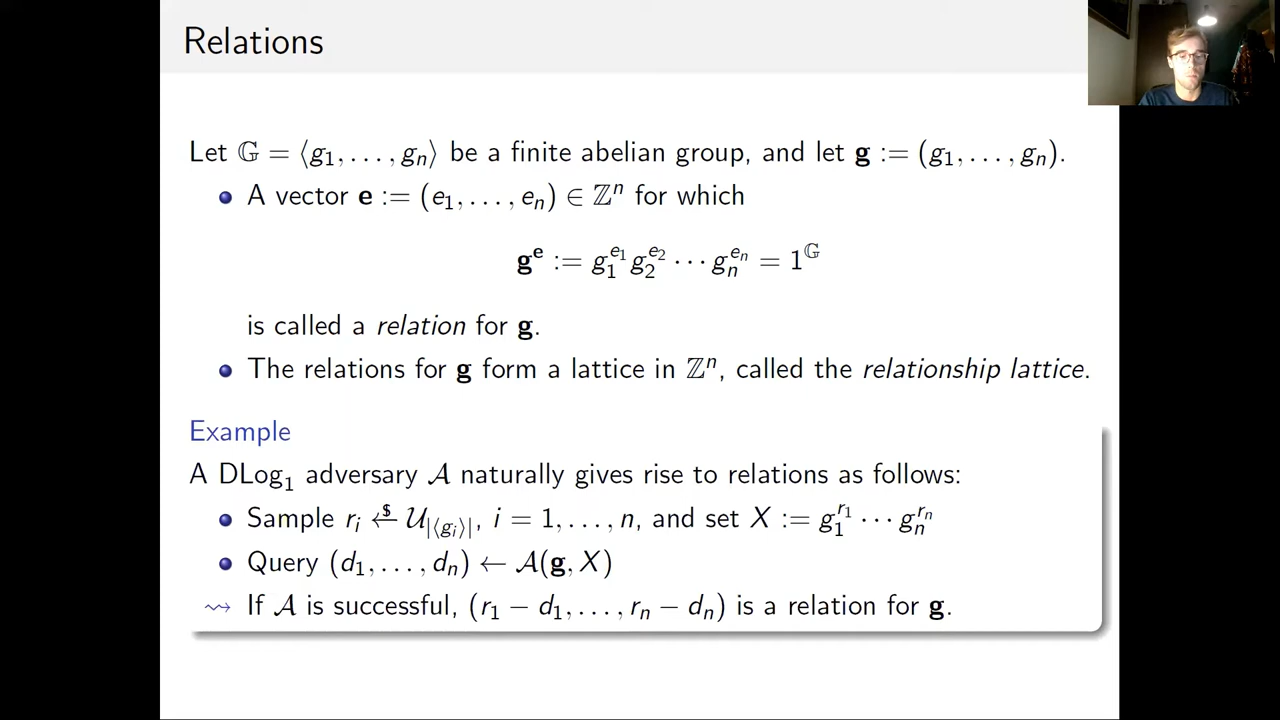 Relations
Let 𝔾 = ⟨g₁, . . . , gₙ⟩ be a finite abelian group, and let 𝐠 := (g₁, . . . , gₙ).
A vector 𝐞 := (e₁, . . . , eₙ) ∈ ℤⁿ for which
𝐠^𝐞 := g₁^{e₁} g₂^{e₂} ⋯ gₙ^{eₙ} = 1^𝔾
is called a relation for 𝐠.
The relations for 𝐠 form a lattice in ℤⁿ, called the relationship lattice.
Example
A DLog₁ adversary 𝒜 naturally gives rise to relations as follows:
Sample rᵢ ←$ 𝒰_{|⟨gᵢ⟩|}, i = 1, . . . , n, and set X := g₁^{r₁} ⋯ gₙ^{rₙ}
Query (d₁, . . . , dₙ) ← 𝒜(𝐠, X)
⇝ If 𝒜 is successful, (r₁ − d₁, . . . , rₙ − dₙ) is a relation for 𝐠.